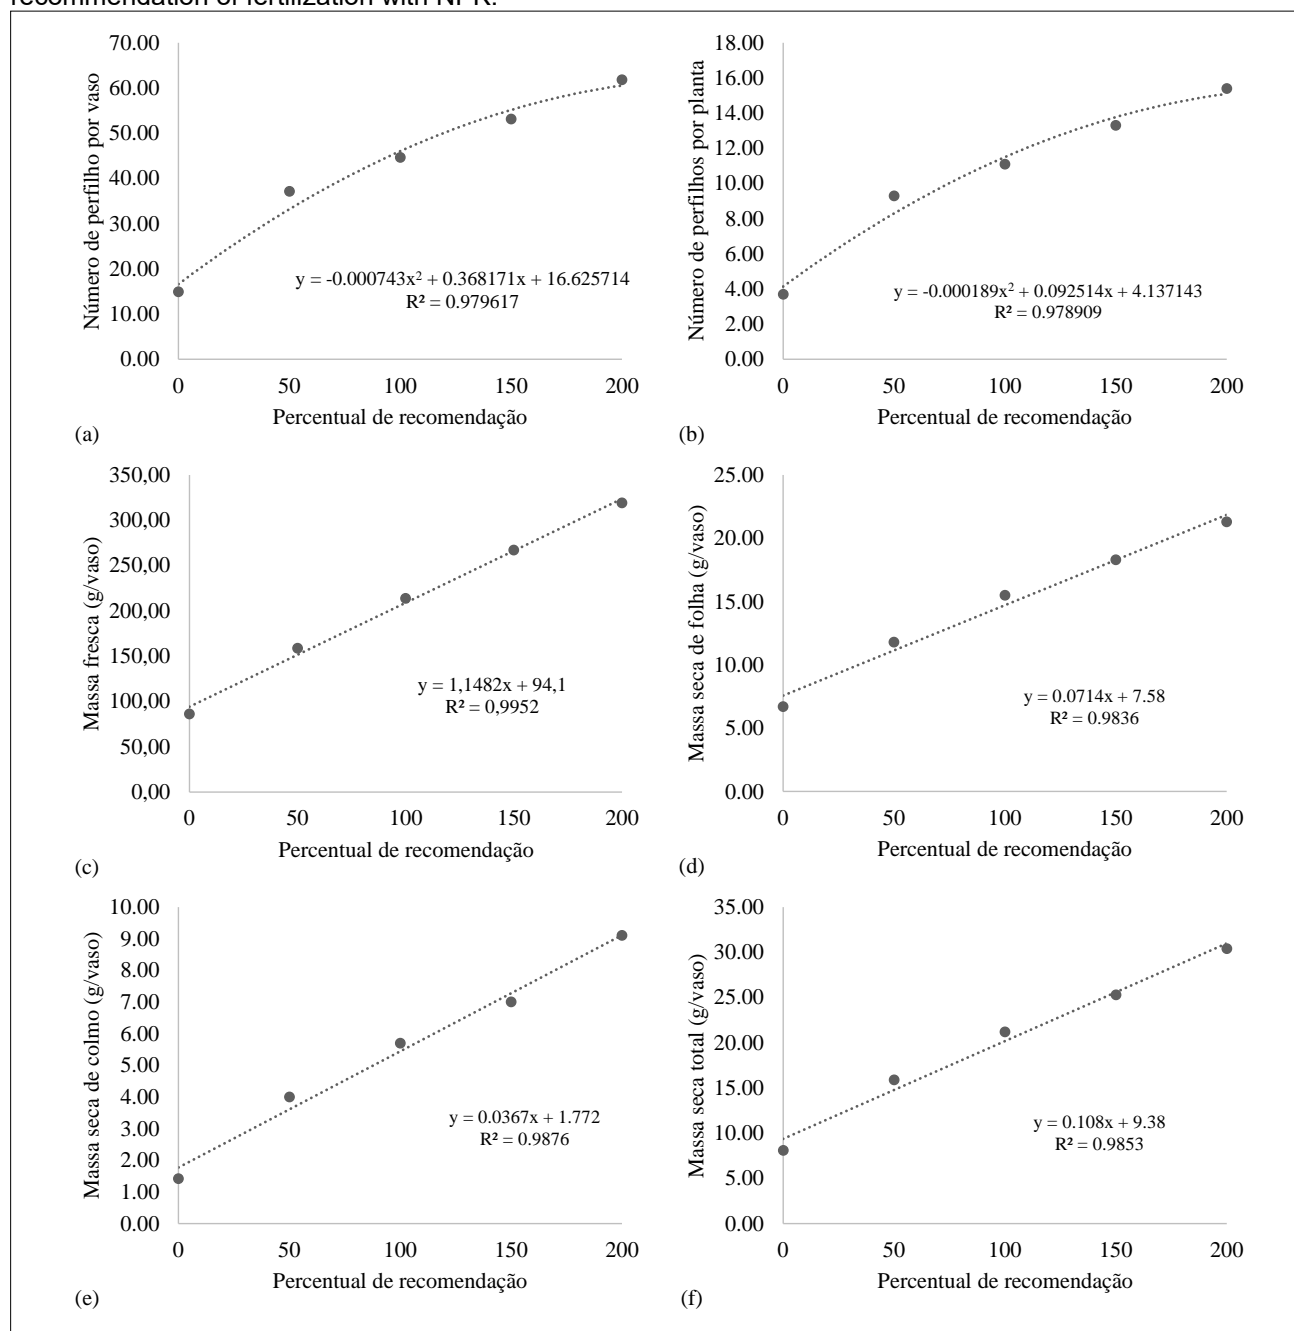 recommendation of fertilization with NPK.
70.00
60.00
50.00
40.00
30.00
20.00
10.00
0.00
Número de perfilho por vaso
y = -0.000743x² + 0.368171x + 16.625714
R² = 0.979617
0 50 100 150 200
Percentual de recomendação
(a)
18.00
16.00
14.00
12.00
10.00
8.00
6.00
4.00
2.00
0.00
Número de perfilhos por planta
y = -0.000189x² + 0.092514x + 4.137143
R² = 0.978909
0 50 100 150 200
Percentual de recomendação
(b)
350,00
300,00
250,00
200,00
150,00
100,00
50,00
0,00
Massa fresca (g/vaso)
y = 1,1482x + 94,1
R² = 0,9952
0 50 100 150 200
Percentual de recomendação
(c)
25.00
20.00
15.00
10.00
5.00
0.00
Massa seca de folha (g/vaso)
y = 0.0714x + 7.58
R² = 0.9836
0 50 100 150 200
Percentual de recomendação
(d)
10.00
9.00
8.00
7.00
6.00
5.00
4.00
3.00
2.00
1.00
0.00
Massa seca de colmo (g/vaso)
y = 0.0367x + 1.772
R² = 0.9876
0 50 100 150 200
Percentual de recomendação
(e)
35.00
30.00
25.00
20.00
15.00
10.00
5.00
0.00
Massa seca total (g/vaso)
y = 0.108x + 9.38
R² = 0.9853
0 50 100 150 200
Percentual de recomendação
(f)